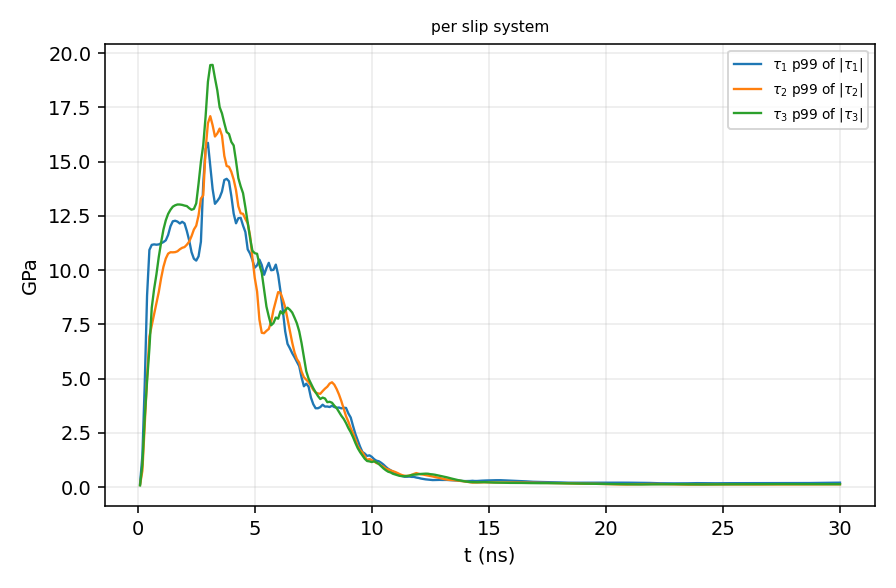 per slip system
τ1 p99 of |τ1|
τ2 p99 of |τ2|
τ3 p99 of |τ3|
GPa
20.0
17.5
15.0
12.5
10.0
7.5
5.0
2.5
0.0
0 5 10 15 20 25 30
t (ns)